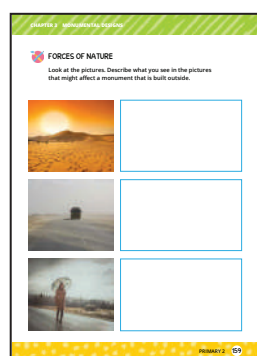 CHAPTER 2 MONUMENTAL DESIGNS
FORCES OF NATURE
Look at the pictures. Describe what you see in the pictures
that might affect a monument that is built outside.
PRIMARY 2 159